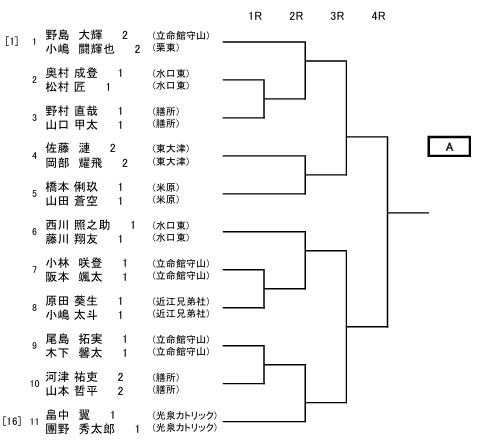 1R 2R 3R 4R
[1] 1 野島 大輝 2 (立命館守山)
小嶋 闘輝也 2 (栗東)
2 奥村 成登 1 (水口東)
松村 匠 1 (水口東)
3 野村 直哉 1 (膳所)
山口 甲太 1 (膳所)
4 佐藤 漣 2 (東大津)
岡部 耀飛 2 (東大津)
A
5 橋本 俐玖 1 (米原)
山田 蒼空 1 (米原)
6 西川 照之助 1 (水口東)
藤川 翔友 1 (水口東)
7 小林 咲登 1 (立命館守山)
阪本 颯太 1 (立命館守山)
8 原田 葵生 1 (近江兄弟社)
小嶋 太斗 1 (近江兄弟社)
9 尾島 拓実 1 (立命館守山)
木下 馨太 1 (立命館守山)
10 河津 祐吏 2 (膳所)
山本 哲平 2 (膳所)
[16] 11 畠中 翼 1 (光泉カトリック)
團野 秀太郎 1 (光泉カトリック)